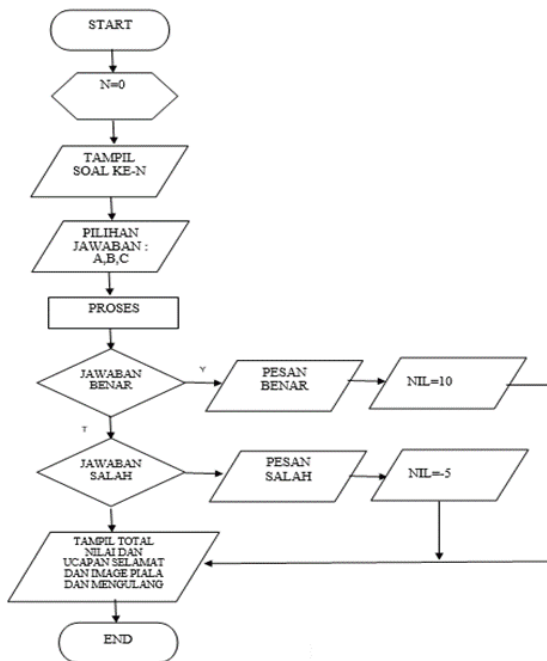 START
N=0
TAMPIL
SOAL KE-N
PILIHAN
JAWABAN :
A,B,C
PROSES
JAWABAN
BENAR
Y
PESAN
BENAR
NIL=10
T
JAWABAN
SALAH
PESAN
SALAH
NIL=-5
TAMPIL TOTAL
NILAI DAN
UCAPAN SELAMAT
DAN IMAGE PIALA
DAN MENGULANG
END